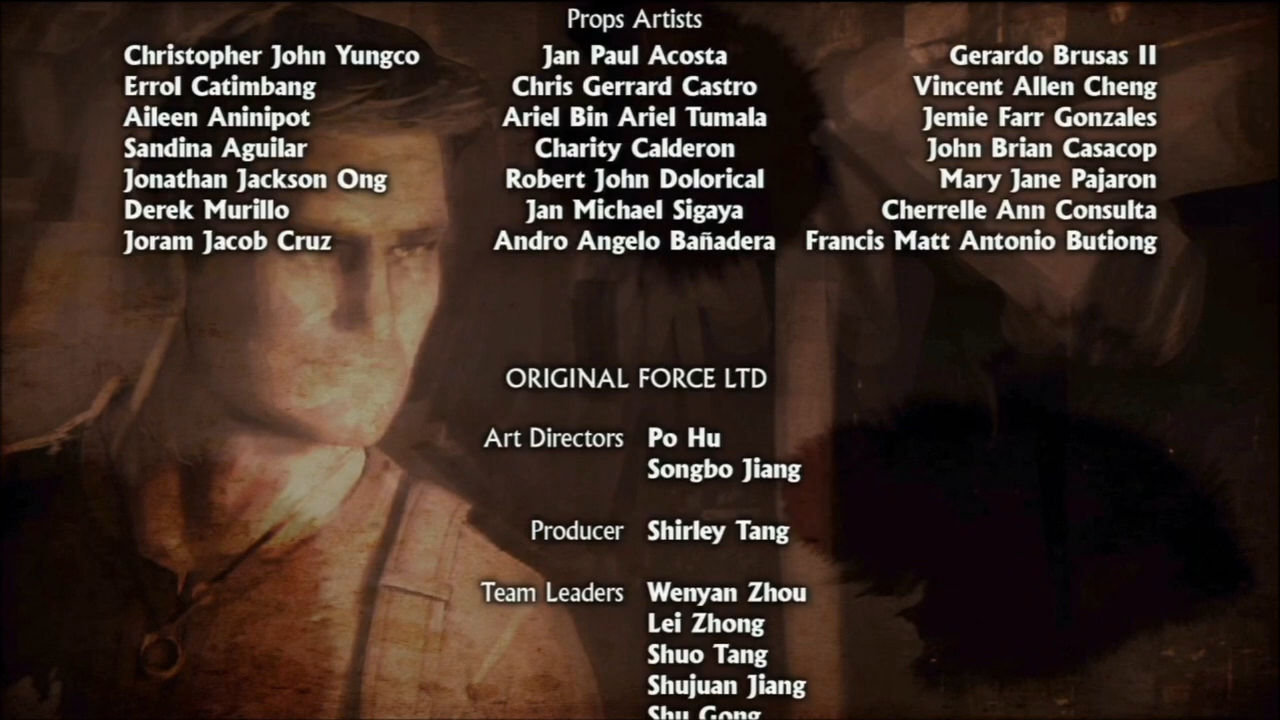 Props Artists
Christopher John Yungco Jan Paul Acosta Gerardo Brusas II
Errol Catimbang Chris Gerrard Castro Vincent Allen Cheng
Aileen Aninipot Ariel Bin Ariel Tumala Jemie Farr Gonzales
Sandina Aguilar Charity Calderon John Brian Casacop
Jonathan Jackson Ong Robert John Dolorical Mary Jane Pajaron
Derek Murillo Jan Michael Sigaya Cherrelle Ann Consulta
Joram Jacob Cruz Andro Angelo Bañadera Francis Matt Antonio Butiong
ORIGINAL FORCE LTD
Art Directors Po Hu
Songbo Jiang
Producer Shirley Tang
Team Leaders Wenyan Zhou
Lei Zhong
Shuo Tang
Shujuan Jiang
Shu Gong